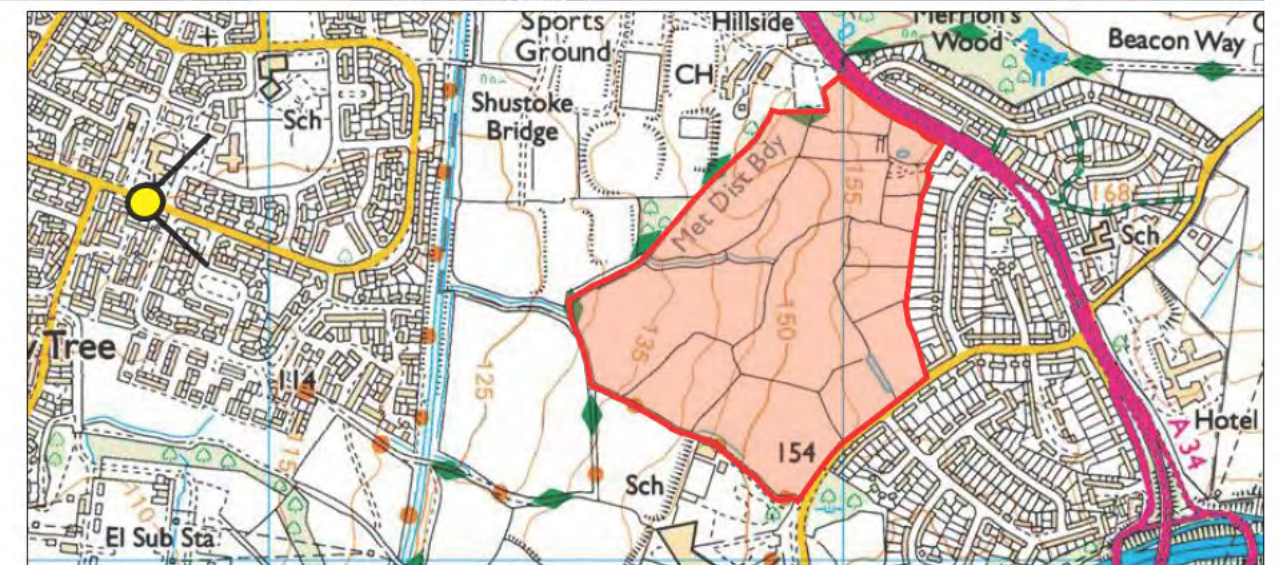 Sports
Ground
Hillside
Merrion's
Wood
Beacon Way
CH
Shustoke
Bridge
Sch
Met Dist Bdy
155
168
Sch
150
135
y Tree
114
125
Hotel
A 34
154
Sch
110
El Sub Sta